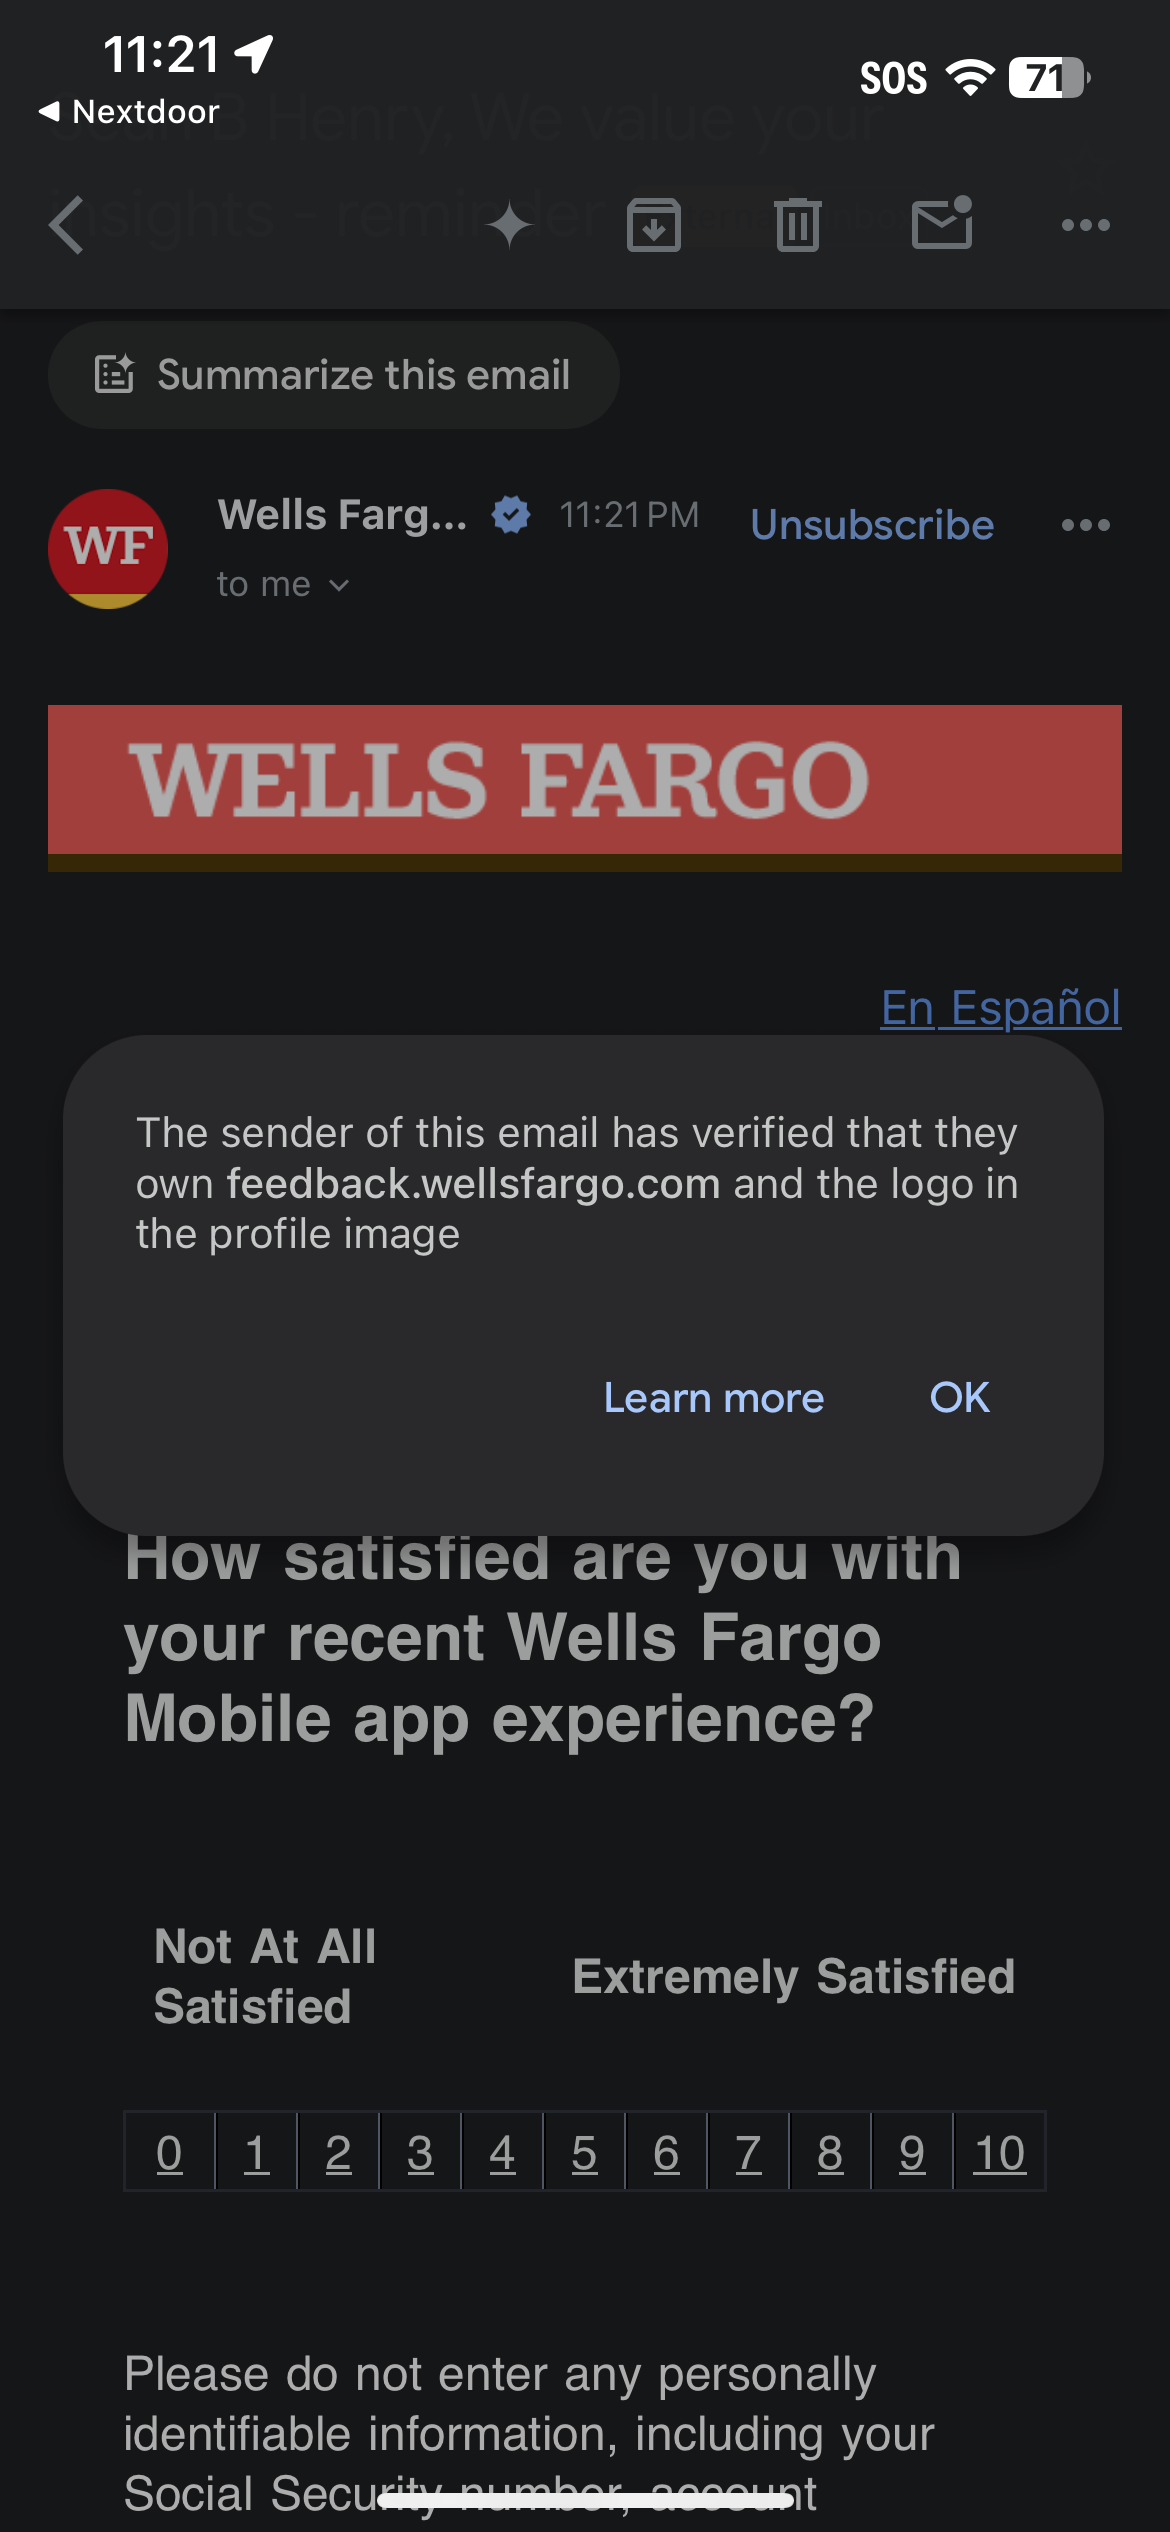 11:21
SOS
71
Nextdoor
B Henry, We value your
insights - reminder
Summarize this email
WF
Wells Farg...
11:21 PM
Unsubscribe
to me
WELLS FARGO
En Español
The sender of this email has verified that they
own feedback.wellsfargo.com and the logo in
the profile image
Learn more
OK
How satisfied are you with
your recent Wells Fargo
Mobile app experience?
Not At All
Satisfied
Extremely Satisfied
0 1 2 3 4 5 6 7 8 9 10
Please do not enter any personally
identifiable information, including your
Social Security number, account